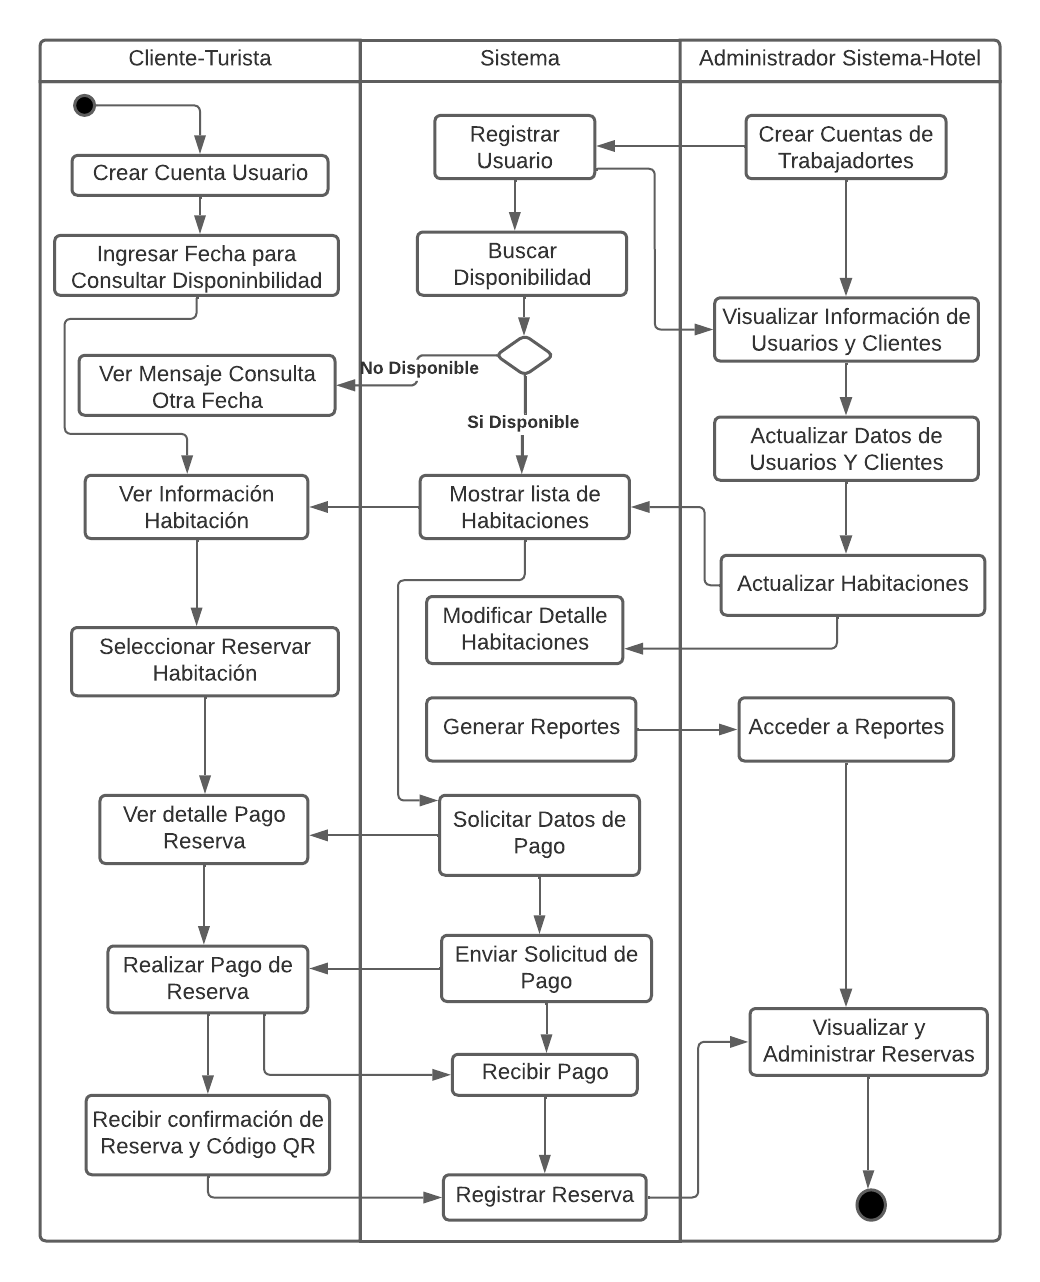 Cliente-Turista
Sistema
Administrador Sistema-Hotel
Crear Cuenta Usuario
Ingresar Fecha para
Consultar Disponinbilidad
Ver Mensaje Consulta
Otra Fecha
Ver Información
Habitación
Seleccionar Reservar
Habitación
Ver detalle Pago
Reserva
Realizar Pago de
Reserva
Recibir confirmación de
Reserva y Código QR
Registrar
Usuario
Buscar
Disponibilidad
No Disponible
Si Disponible
Mostrar lista de
Habitaciones
Modificar Detalle
Habitaciones
Generar Reportes
Solicitar Datos de
Pago
Enviar Solicitud de
Pago
Recibir Pago
Registrar Reserva
Crear Cuentas de
Trabajadortes
Visualizar Información de
Usuarios y Clientes
Actualizar Datos de
Usuarios Y Clientes
Actualizar Habitaciones
Acceder a Reportes
Visualizar y
Administrar Reservas